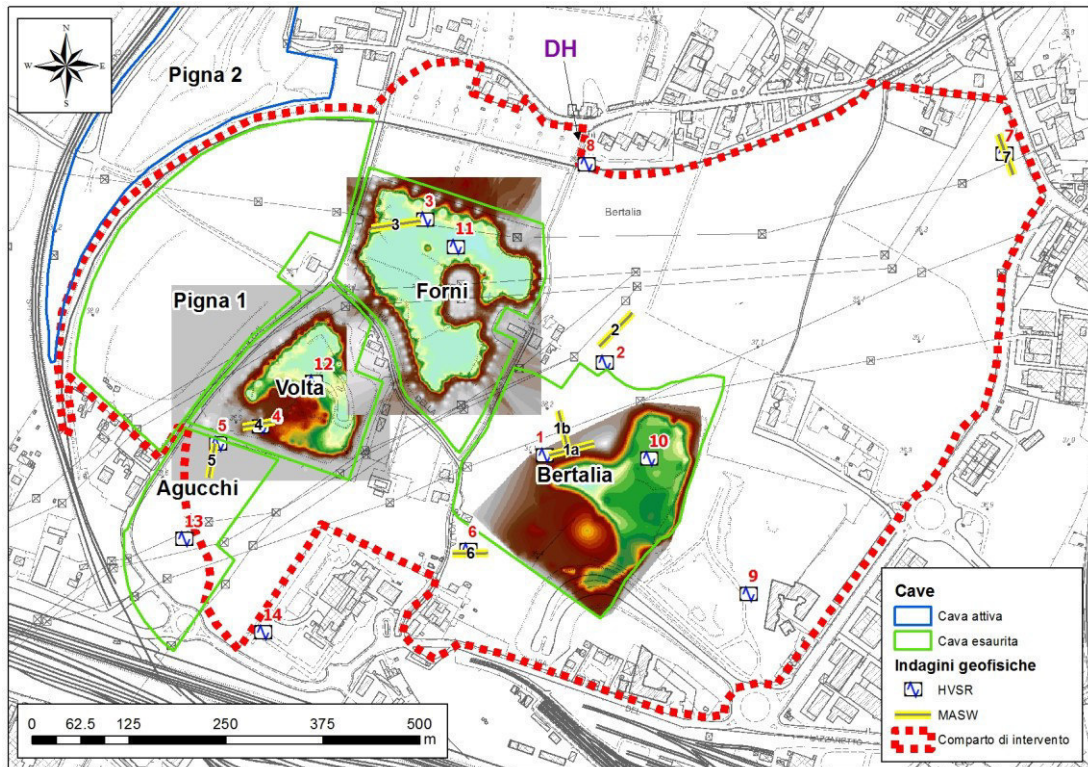 N
W E
S
Pigna 2
DH
8
7
7
Bertalia
3
3
11
Forni
Pigna 1
12
Volta
2
2
4
4
5
5
Agucchi
1b
1
1a
10
Bertalia
6
6
13
9
14
Cave
Cava attiva
Cava esaurita
Indagini geofisiche
HVSR
MASW
Comparto di intervento
0 62.5 125 250 375 500
m